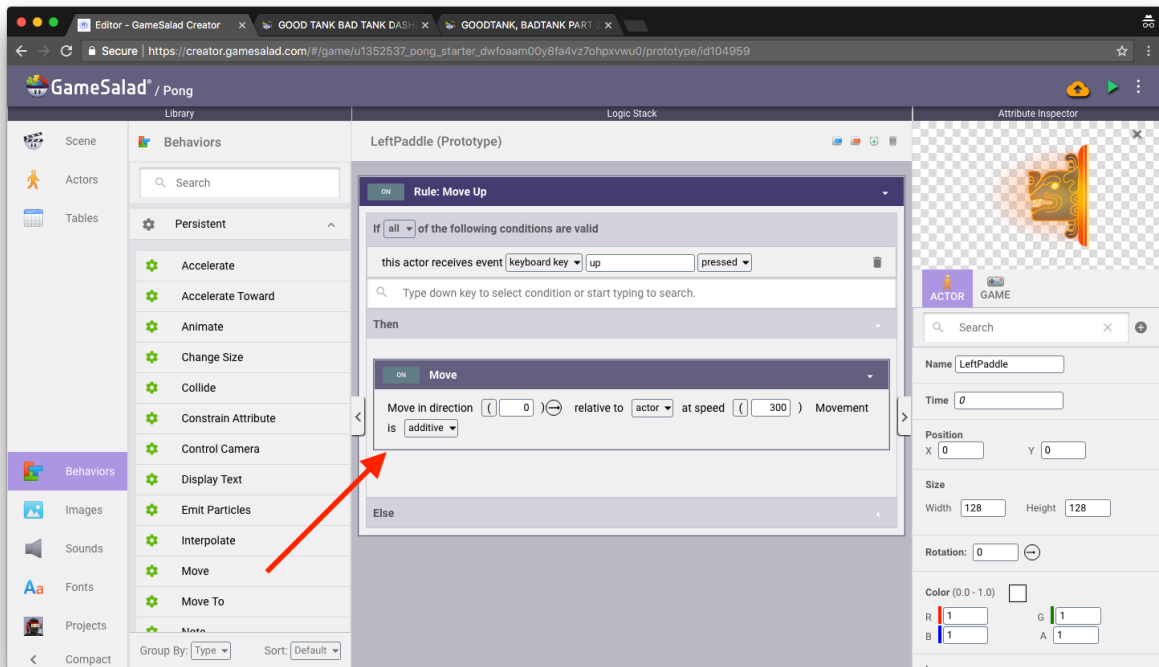 Editor - GameSalad Creator
GOOD TANK BAD TANK DASH
GOODTANK, BADTANK PART 2
Secure | https://creator.gamesalad.com/#/game/u1352537_pong_starter_dwfoaam00y8fa4vz7ohpxvwu0/prototype/id104959
GameSalad® / Pong
Library
Logic Stack
Attribute Inspector
Scene
Actors
Tables
Behaviors
Images
Sounds
Fonts
Projects
Compact
Behaviors
Search
Persistent
Accelerate
Accelerate Toward
Animate
Change Size
Collide
Constrain Attribute
Control Camera
Display Text
Emit Particles
Interpolate
Move
Move To
Note
Group By: Type Sort: Default
LeftPaddle (Prototype)
ON Rule: Move Up
If all of the following conditions are valid
this actor receives event keyboard key up pressed
Type down key to select condition or start typing to search.
Then
ON Move
Move in direction ( 0 ) relative to actor at speed ( 300 ) Movement
is additive
Else
ACTOR GAME
Search
Name LeftPaddle
Time 0
Position
X 0 Y 0
Size
Width 128 Height 128
Rotation: 0
Color (0.0 - 1.0)
R 1 G 1
B 1 A 1